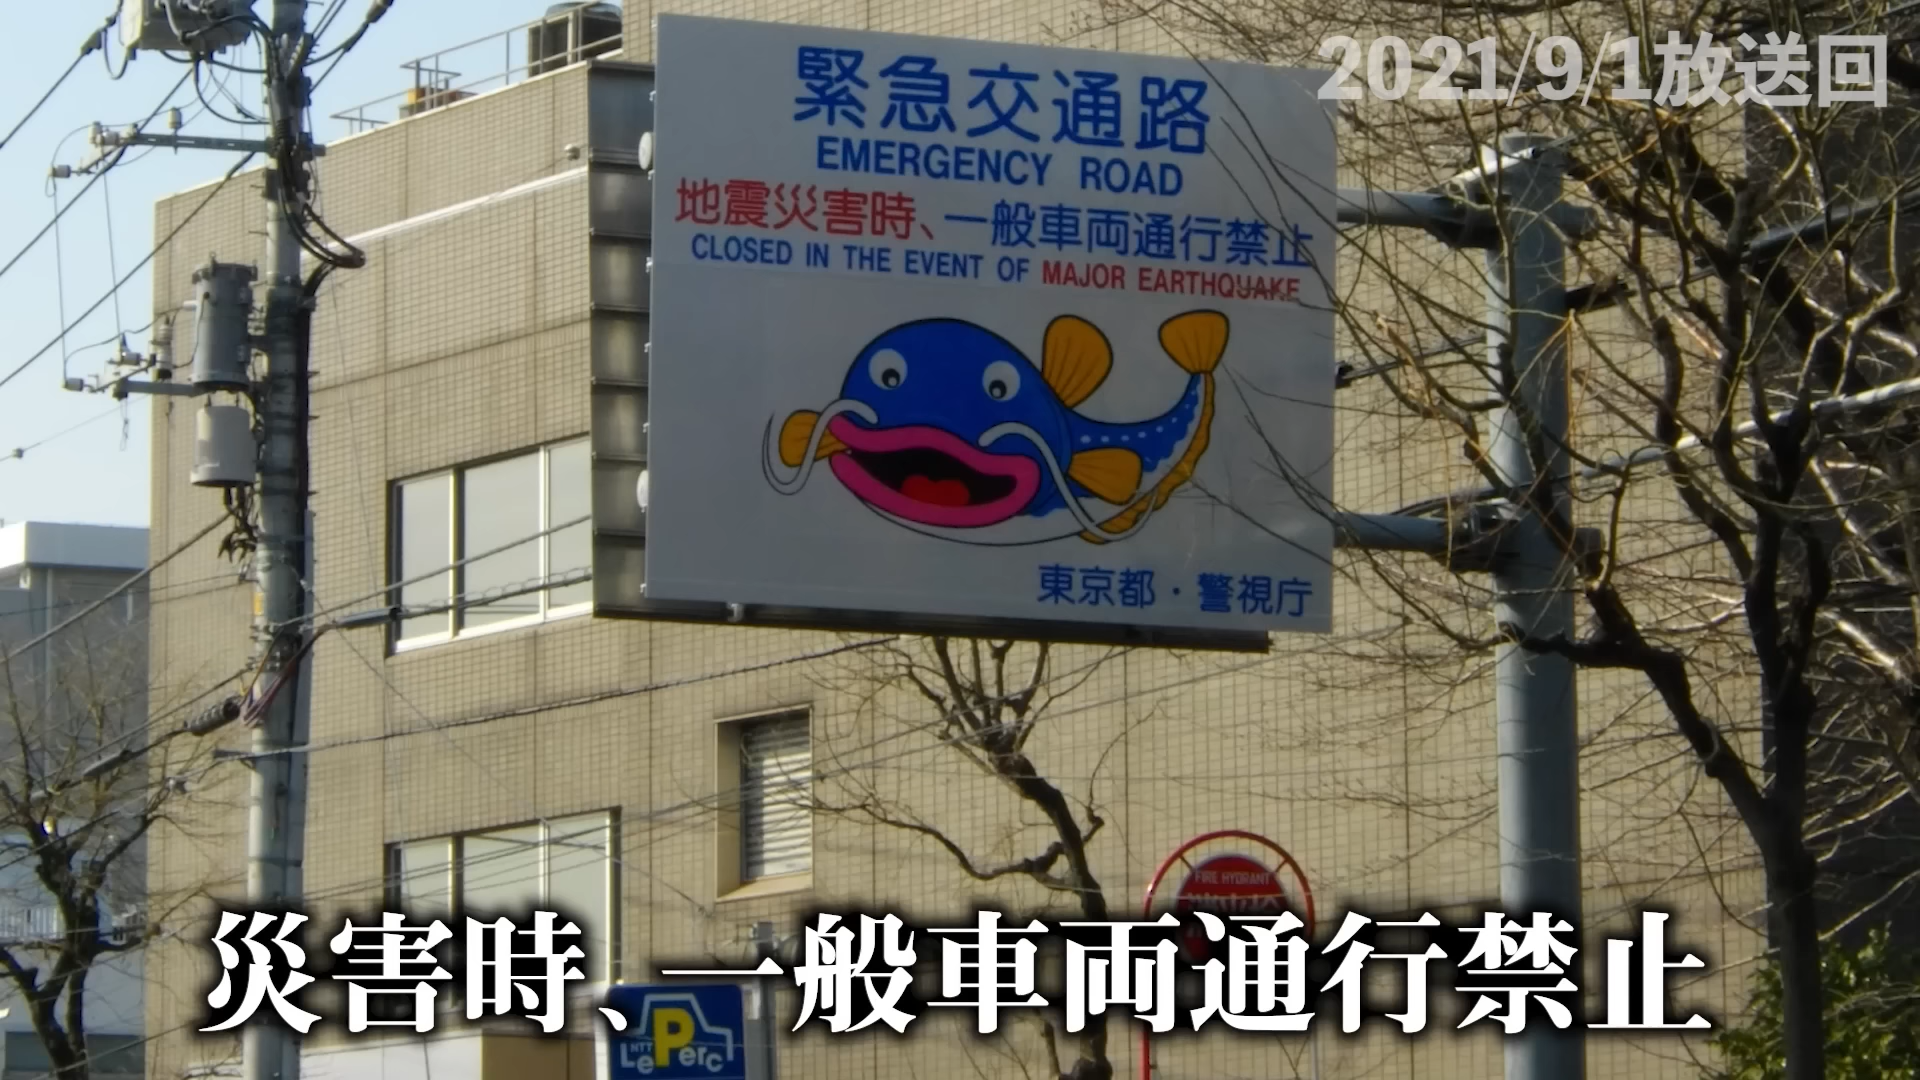 2021/9/1放送回
緊急交通路
EMERGENCY ROAD
地震災害時、一般車両通行禁止
CLOSED IN THE EVENT OF MAJOR EARTHQUAKE
東京都・警視庁
FIRE HYDRANT
災害時、一般車両通行禁止
NTT
LePerc